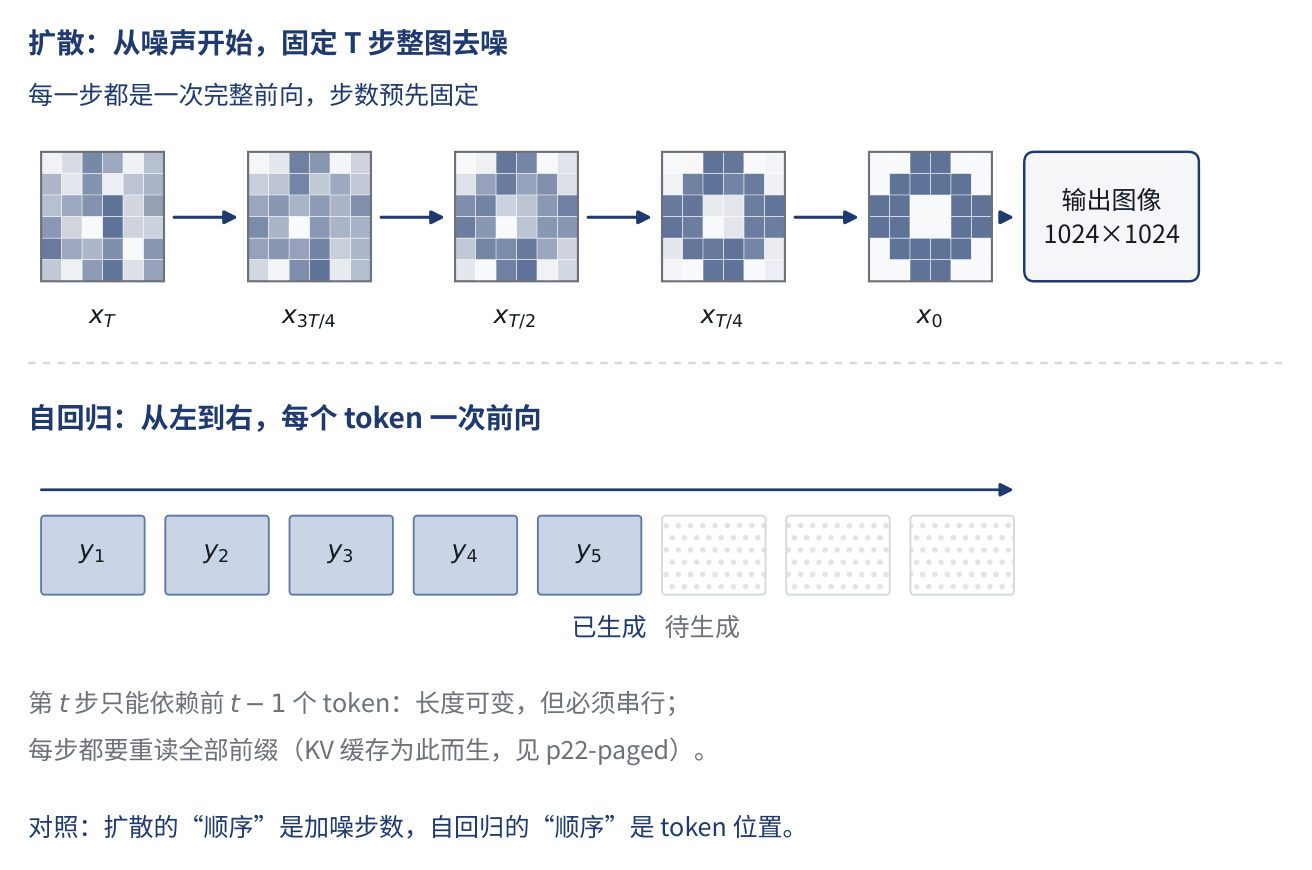 扩散：从噪声开始，固定 T 步整图去噪
每一步都是一次完整前向，步数预先固定
输出图像
1024×1024
x_T
x_{3T/4}
x_{T/2}
x_{T/4}
x_0
自回归：从左到右，每个 token 一次前向
y_1
y_2
y_3
y_4
y_5
已生成 待生成
第 t 步只能依赖前 t − 1 个 token：长度可变，但必须串行；
每步都要重读全部前缀（KV 缓存为此而生，见 p22-paged）。
对照：扩散的“顺序”是加噪步数，自回归的“顺序”是 token 位置。